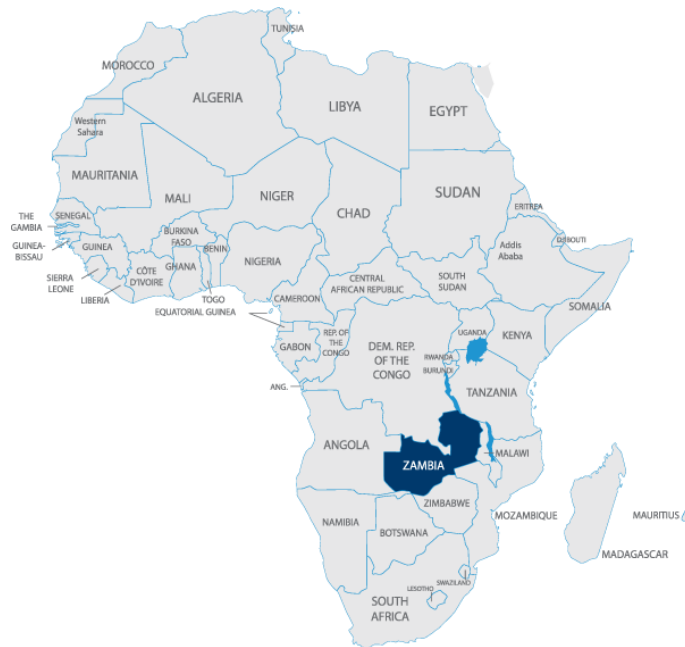 TUNISIA
MOROCCO
ALGERIA
LIBYA
EGYPT
Western
Sahara
MAURITANIA
MALI
NIGER
CHAD
SUDAN
ERITREA
THE
GAMBIA
SENEGAL
GUINEA-
BISSAU
GUINEA
BURKINA
FASO
BENIN
NIGERIA
DJIBOUTI
Addis
Ababa
SIERRA
LEONE
LIBERIA
CÔTE
D'IVOIRE
GHANA
TOGO
CAMEROON
CENTRAL
AFRICAN REPUBLIC
SOUTH
SUDAN
SOMALIA
EQUATORIAL GUINEA
GABON
REP. OF
THE
CONGO
DEM. REP.
OF THE
CONGO
UGANDA
KENYA
RWANDA
BURUNDI
ANG.
TANZANIA
ANGOLA
ZAMBIA
MALAWI
ZIMBABWE
MOZAMBIQUE
MAURITIUS
NAMIBIA
BOTSWANA
MADAGASCAR
SWAZILAND
LESOTHO
SOUTH
AFRICA